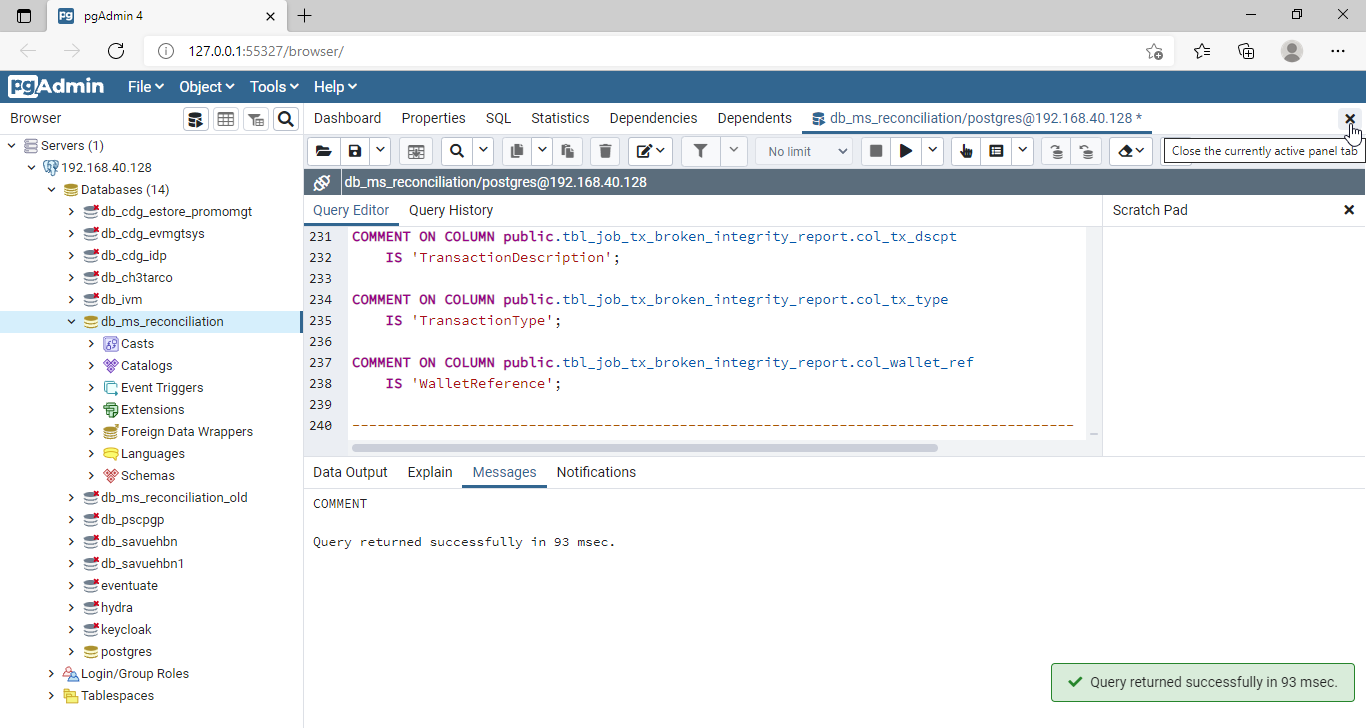 pgAdmin 4
127.0.0.1:55327/browser/
pgAdmin File Object Tools Help
Browser
Dashboard Properties SQL Statistics Dependencies Dependents db_ms_reconciliation/postgres@192.168.40.128 *
No limit
Close the currently active panel tab
Servers (1)
192.168.40.128
Databases (14)
db_cdg_estore_promomgt
db_cdg_evmgtsys
db_cdg_idp
db_ch3tarco
db_ivm
db_ms_reconciliation
Casts
Catalogs
Event Triggers
Extensions
Foreign Data Wrappers
Languages
Schemas
db_ms_reconciliation_old
db_pscpgp
db_savuehbn
db_savuehbn1
eventuate
hydra
keycloak
postgres
Login/Group Roles
Tablespaces
db_ms_reconciliation/postgres@192.168.40.128
Query Editor Query History
Scratch Pad
231 COMMENT ON COLUMN public.tbl_job_tx_broken_integrity_report.col_tx_dscpt
232 IS 'TransactionDescription';
233
234 COMMENT ON COLUMN public.tbl_job_tx_broken_integrity_report.col_tx_type
235 IS 'TransactionType';
236
237 COMMENT ON COLUMN public.tbl_job_tx_broken_integrity_report.col_wallet_ref
238 IS 'WalletReference';
239
240 --------------------------------------------------------------------------------------
Data Output Explain Messages Notifications
COMMENT
Query returned successfully in 93 msec.
Query returned successfully in 93 msec.